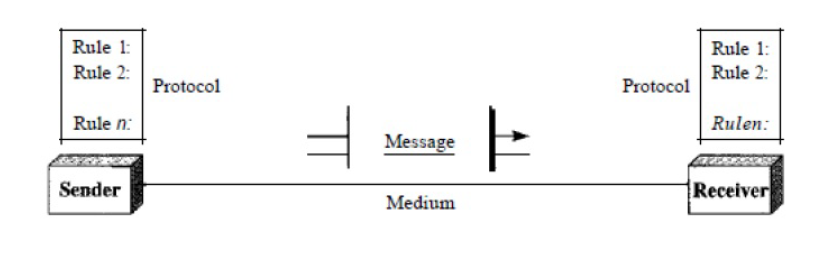 Rule 1:
Rule 2:
Rule n:
Protocol
Sender
Message
Medium
Protocol
Rule 1:
Rule 2:
Rulen:
Receiver